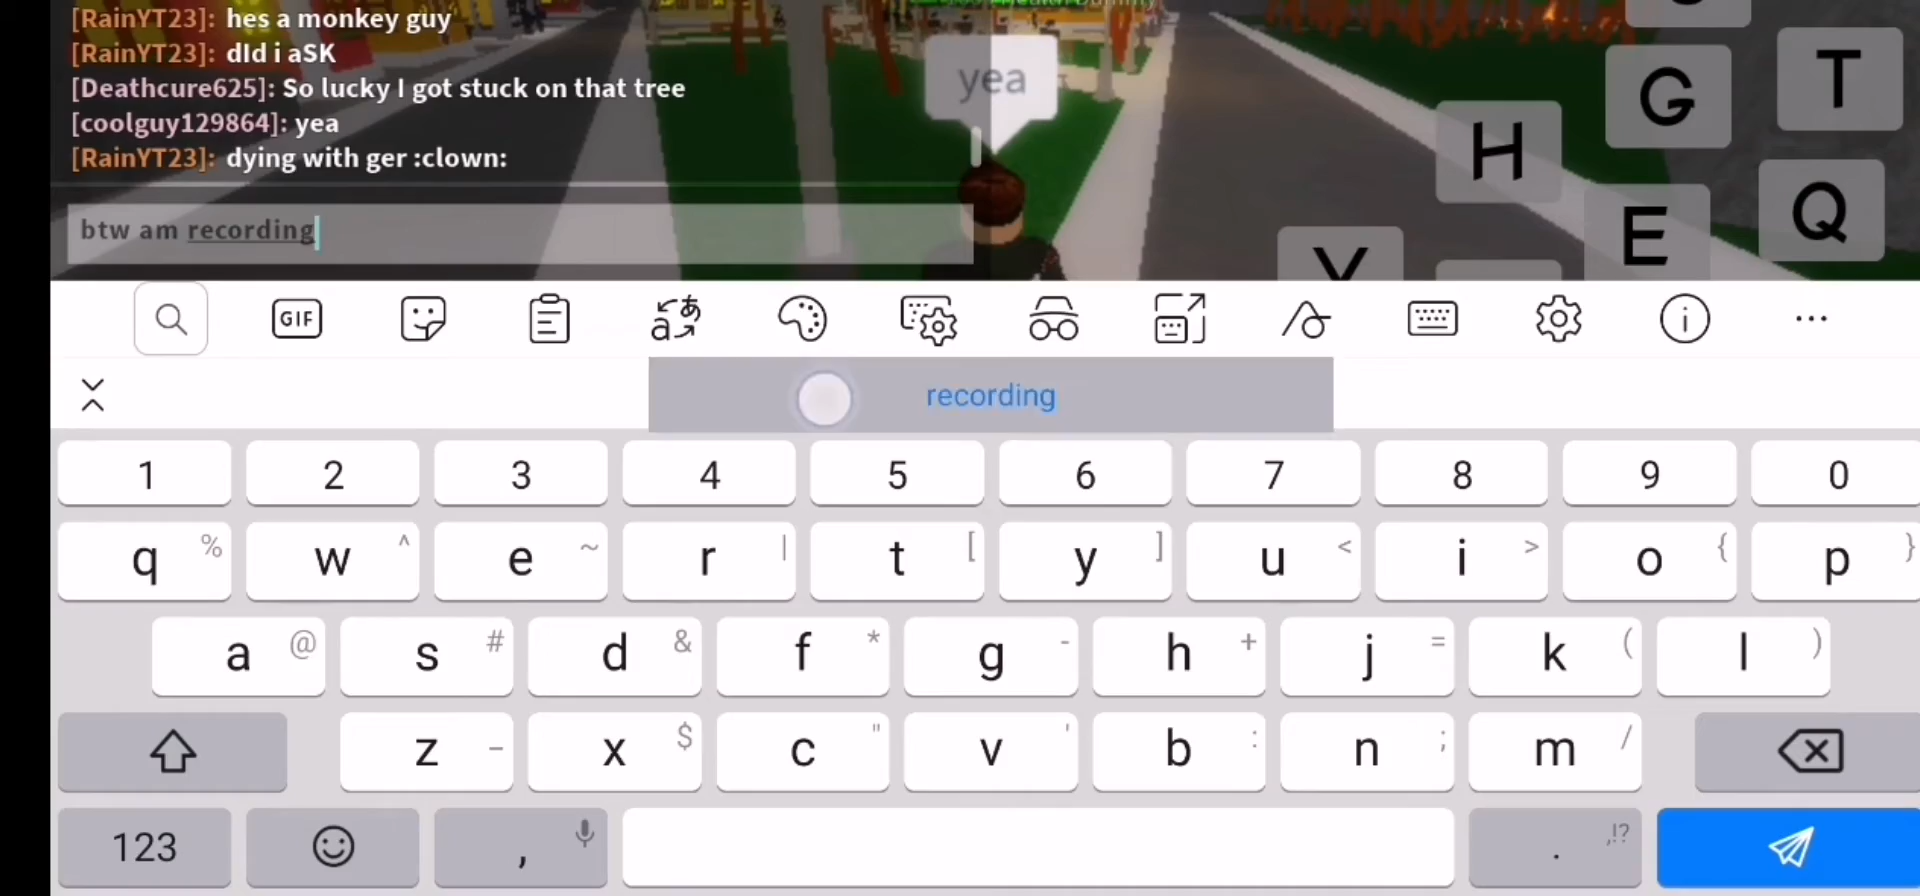 [RainYT23]: hes a monkey guy
[RainYT23]: dId i aSK
[Deathcure625]: So lucky I got stuck on that tree
[coolguy129864]: yea
[RainYT23]: dying with ger :clown:
btw am recording
yea
G
T
H
E
Q
GIF
a あ
recording
1 2 3 4 5 6 7 8 9 0
q % w ^ e ~ r | t [ y ] u < i > o { p }
a @ s # d & f * g - h + j = k ( l )
z - x $ c " v ' b : n ; m /
123 , . ,!?